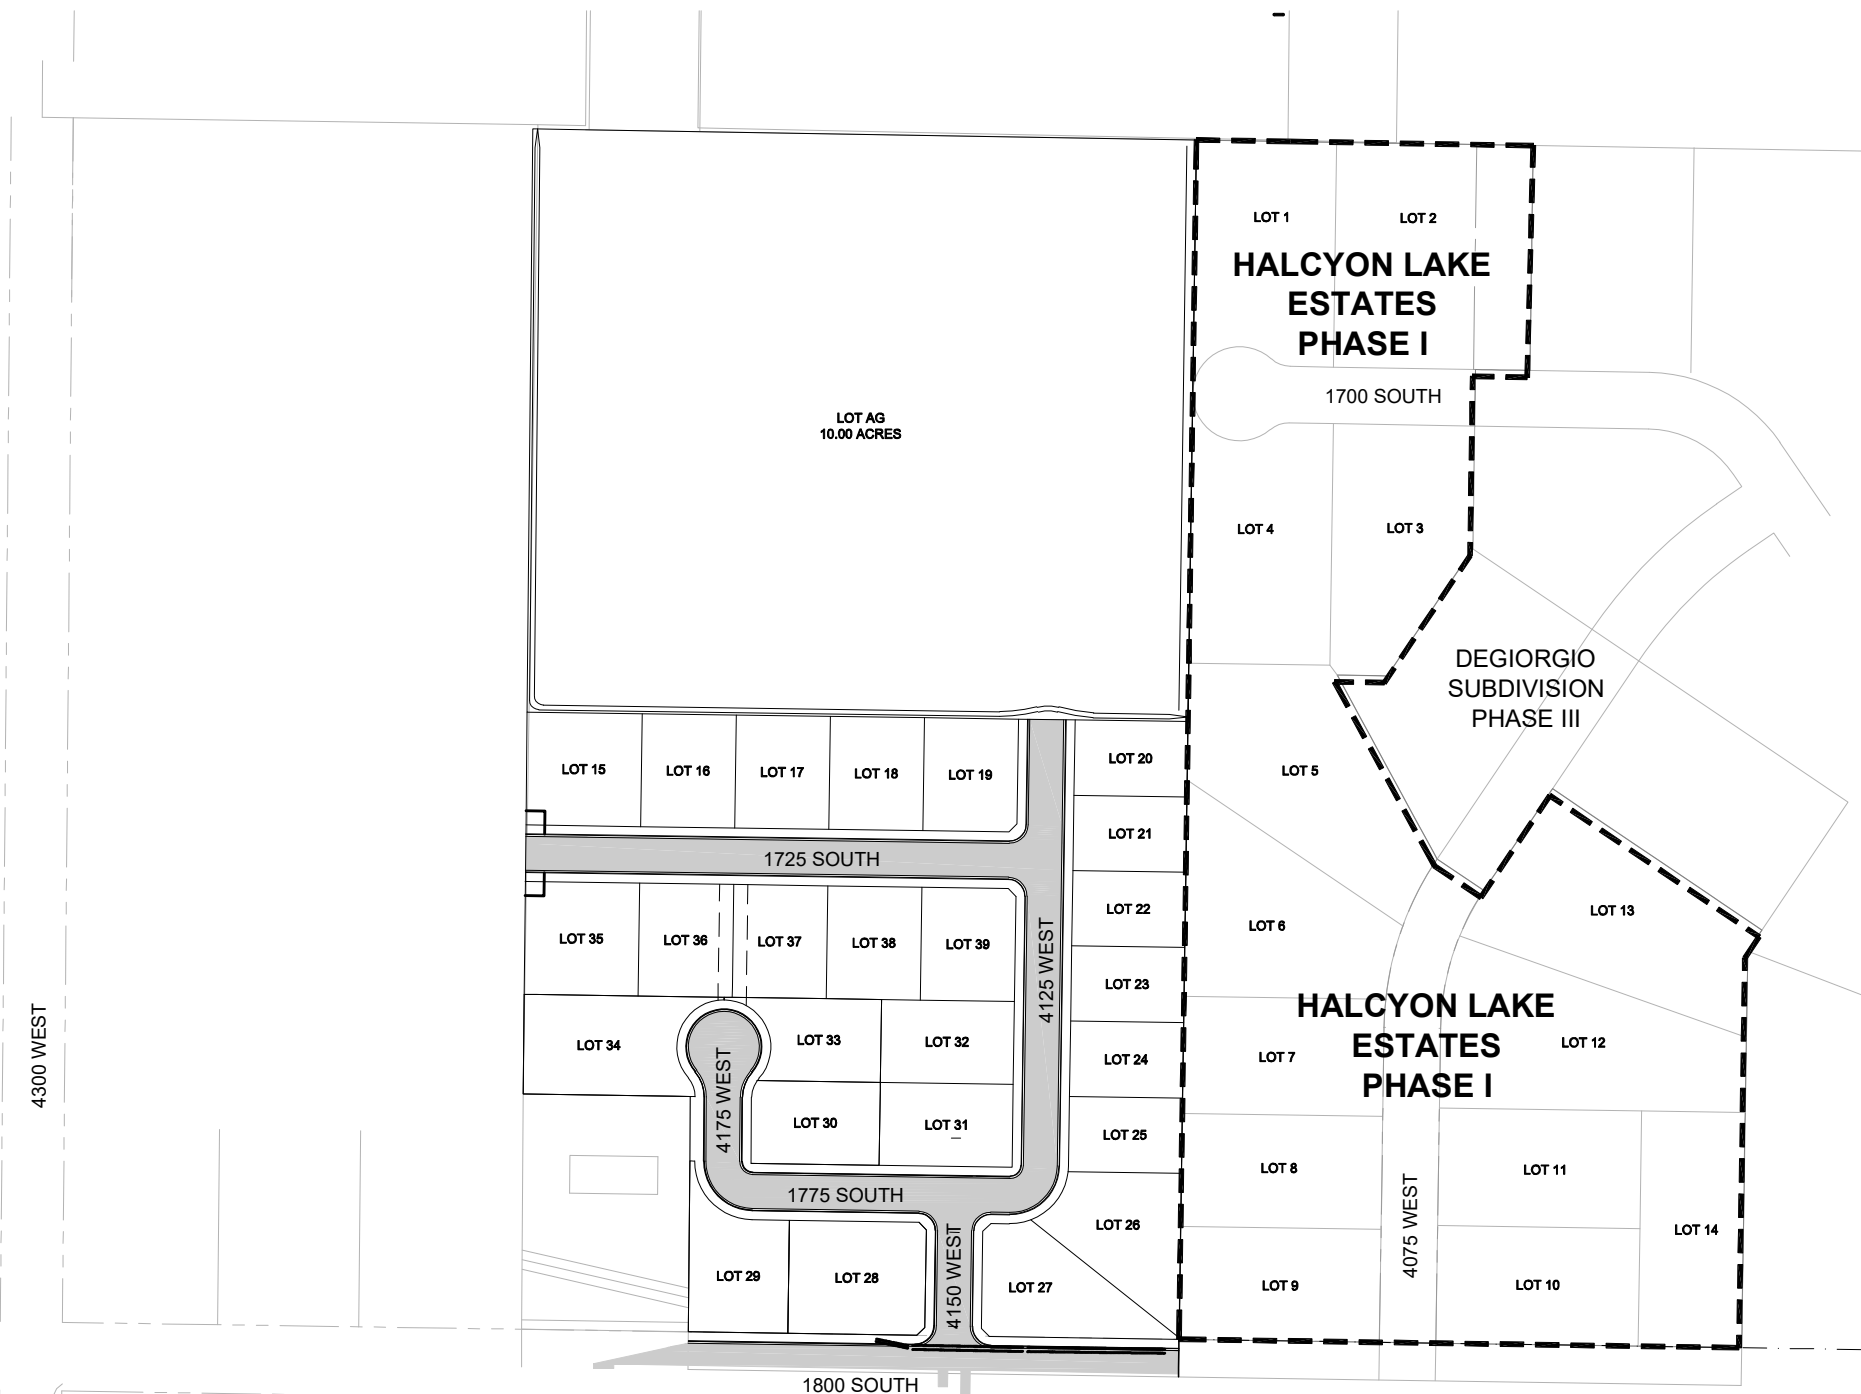 LOT 1
LOT 2
HALCYON LAKE
ESTATES
PHASE I
1700 SOUTH
LOT AG
10.00 ACRES
LOT 4
LOT 3
DEGIORGIO
SUBDIVISION
PHASE III
LOT 15
LOT 16
LOT 17
LOT 18
LOT 19
LOT 20
LOT 5
LOT 21
1725 SOUTH
LOT 22
LOT 13
LOT 6
LOT 35
LOT 36
LOT 37
LOT 38
LOT 39
4125 WEST
LOT 23
HALCYON LAKE
ESTATES
PHASE I
4300 WEST
LOT 34
LOT 33
LOT 32
LOT 24
LOT 7
LOT 12
4175 WEST
LOT 30
LOT 31
LOT 25
LOT 8
LOT 11
1775 SOUTH
LOT 26
4075 WEST
LOT 14
LOT 29
LOT 28
4150 WEST
LOT 27
LOT 9
LOT 10
1800 SOUTH